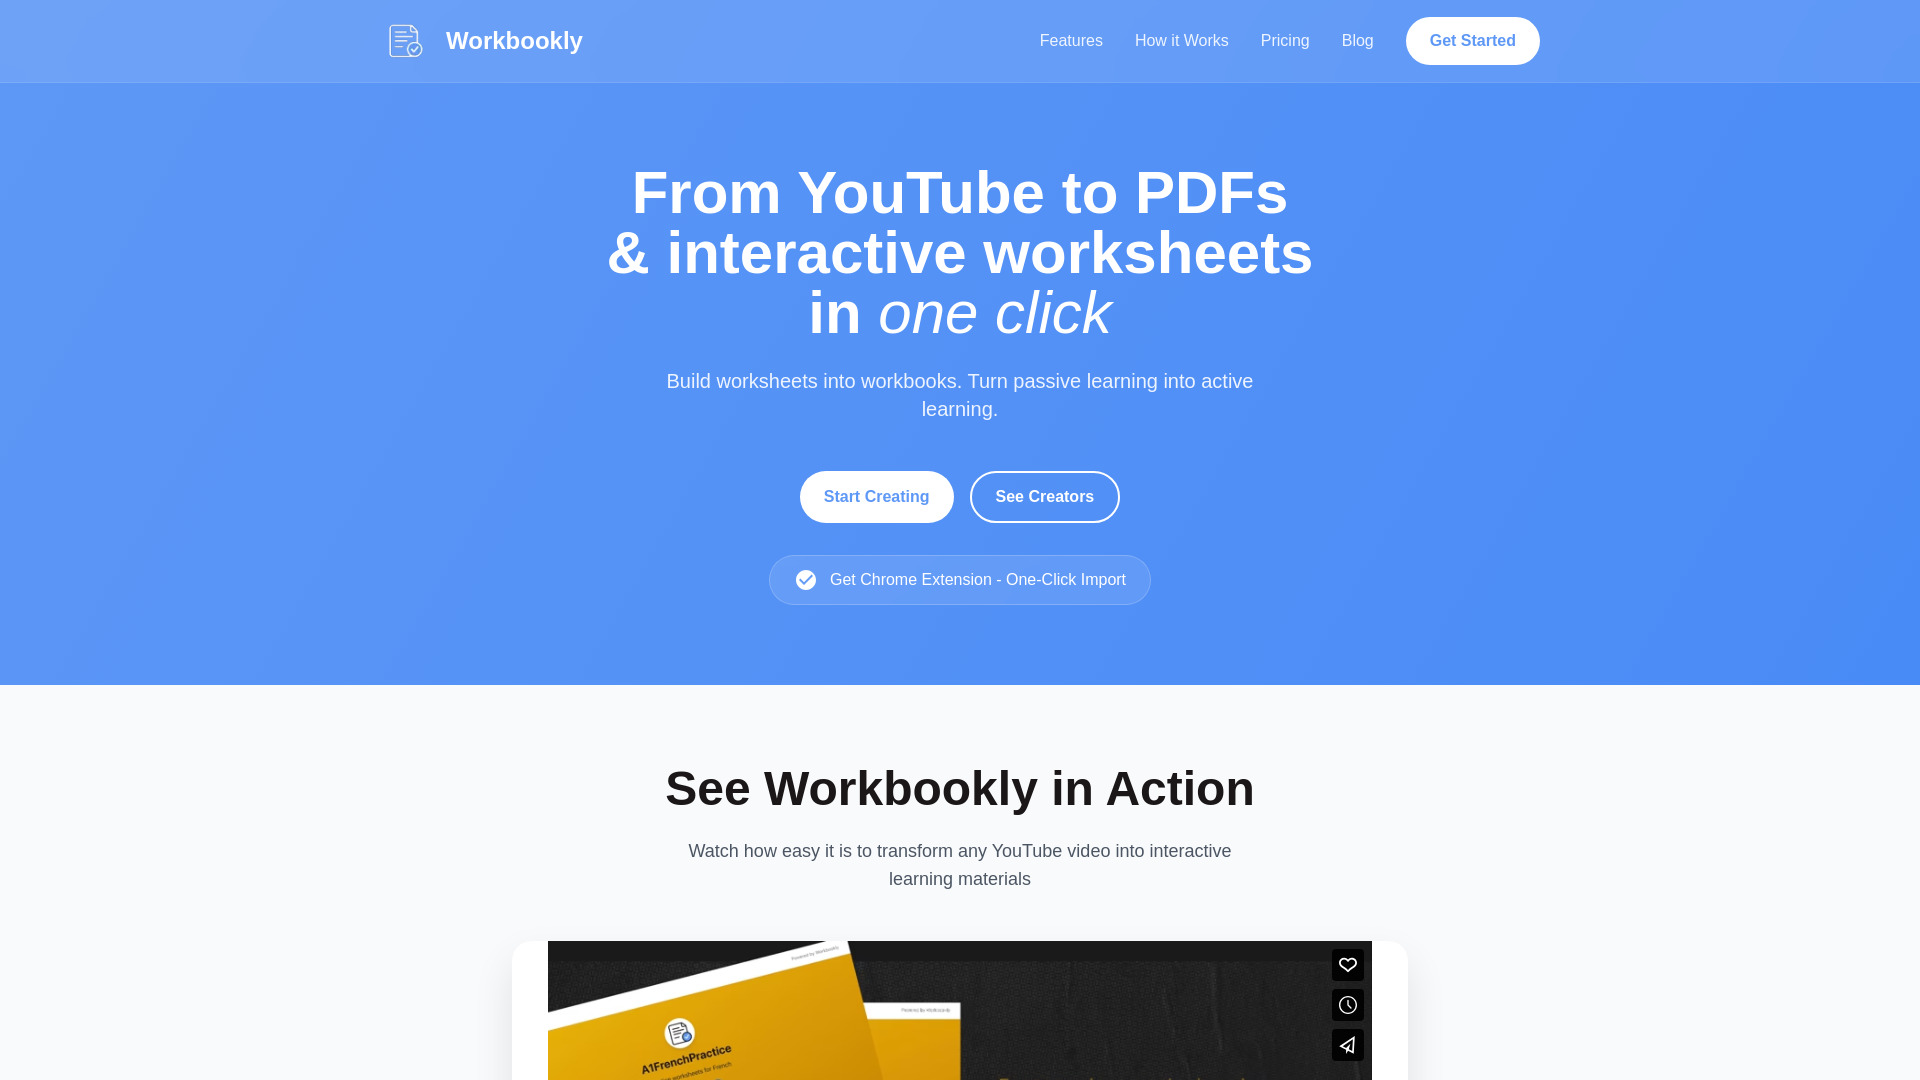 Workbookly
Features
How it Works
Pricing
Blog
Get Started
From YouTube to PDFs
& interactive worksheets
in one click
Build worksheets into workbooks. Turn passive learning into active
learning.
Start Creating
See Creators
Get Chrome Extension - One-Click Import
See Workbookly in Action
Watch how easy it is to transform any YouTube video into interactive
learning materials
Powered by Workbookly
Powered by Workbookly
A1FrenchPractice
worksheets for French